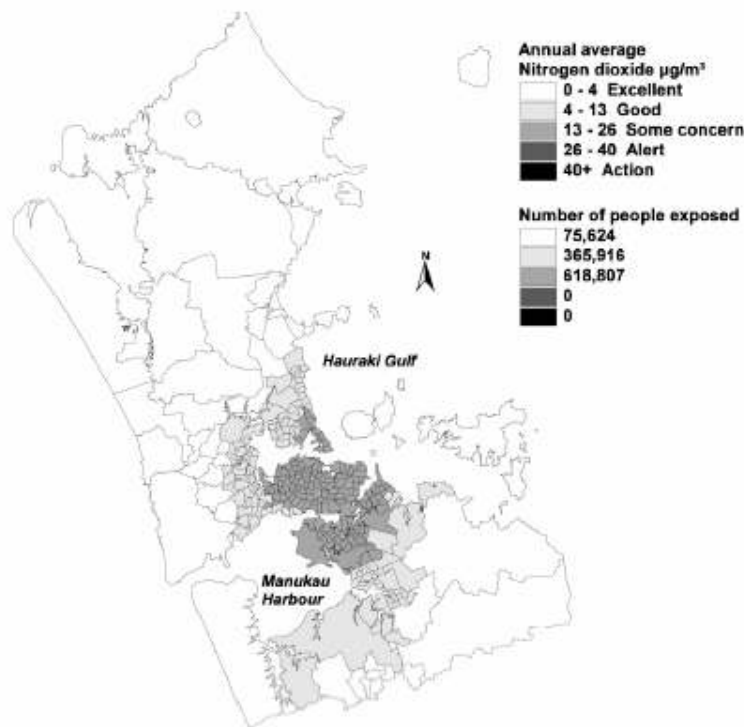 Annual average
Nitrogen dioxide µg/m³
0 - 4 Excellent
4 - 13 Good
13 - 26 Some concern
26 - 40 Alert
40+ Action
Number of people exposed
75,624
365,916
618,807
0
0
N
Hauraki Gulf
Manukau
Harbour